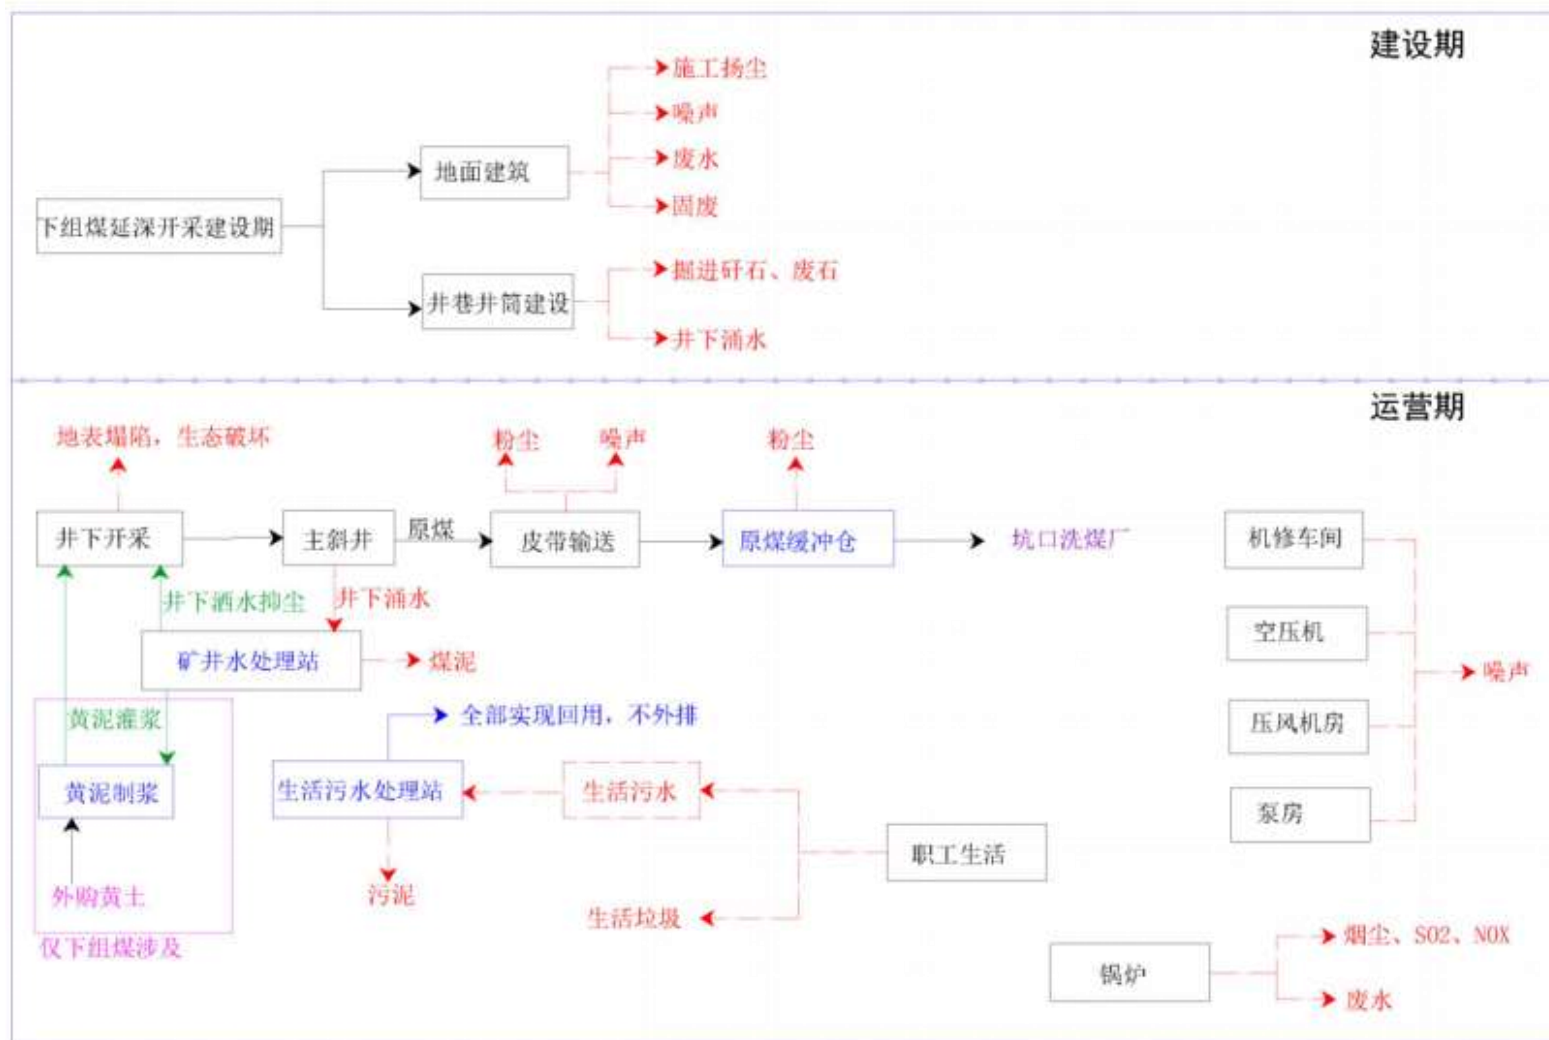 建设期
施工扬尘
噪声
地面建筑
废水
固废
下组煤延深开采建设期
掘进矸石、废石
井巷井筒建设
井下涌水
运营期
地表塌陷，生态破坏
粉尘
噪声
粉尘
井下开采
主斜井
原煤
皮带输送
原煤缓冲仓
坑口洗煤厂
机修车间
井下洒水抑尘
井下涌水
空压机
矿井水处理站
煤泥
噪声
黄泥灌浆
全部实现回用，不外排
压风机房
黄泥制浆
生活污水处理站
生活污水
泵房
职工生活
外购黄土
污泥
生活垃圾
仅下组煤涉及
烟尘、SO2、NOX
锅炉
废水